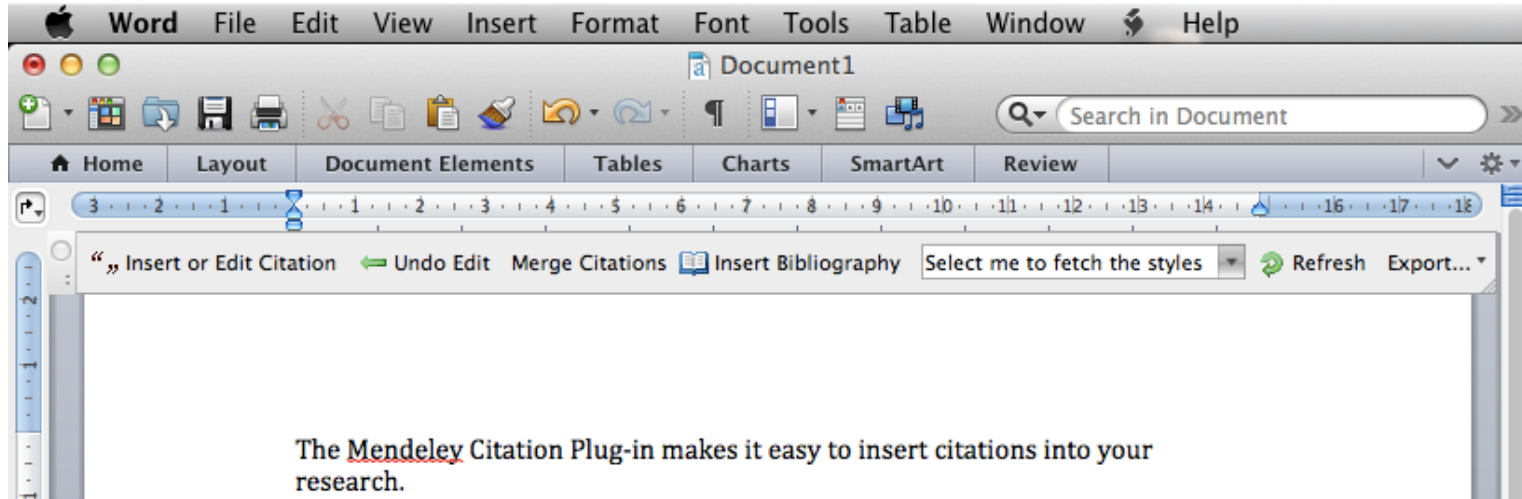 Word File Edit View Insert Format Font Tools Table Window Help
Document1
Search in Document
Home Layout Document Elements Tables Charts SmartArt Review
3 2 1 1 2 3 4 5 6 7 8 9 10 11 12 13 14 16 17 18
“ „ Insert or Edit Citation Undo Edit Merge Citations Insert Bibliography Select me to fetch the styles Refresh Export...
2
1
1
The Mendeley Citation Plug-in makes it easy to insert citations into your
research.